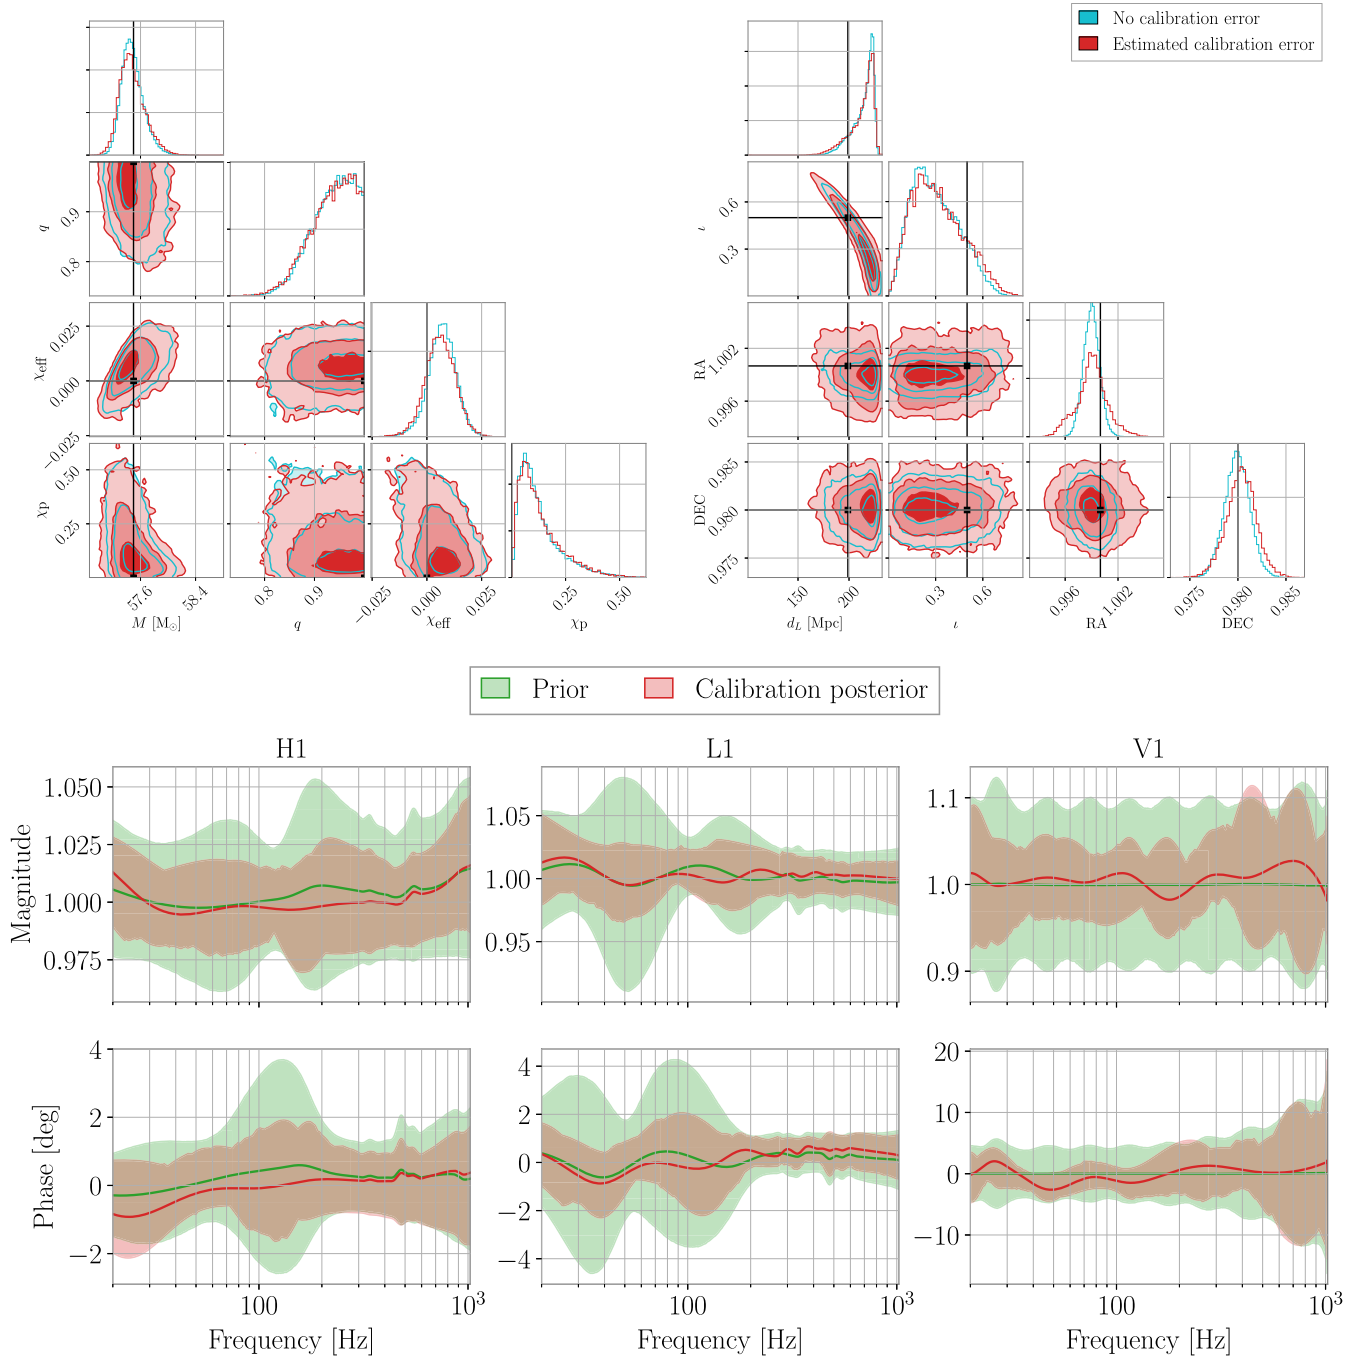 No calibration error
Estimated calibration error
q
0.9
0.8
χeff
0.025
0.000
−0.025
χp
0.50
0.25
57.6
58.4
M [M⊙]
0.8
0.9
q
−0.025
0.000
0.025
χeff
0.25
0.50
χp
ι
0.6
0.3
RA
1.002
0.996
DEC
0.985
0.980
0.975
150
200
d_L [Mpc]
0.3
0.6
ι
0.996
1.002
RA
0.975
0.980
0.985
DEC
Prior
Calibration posterior
H1
L1
V1
Magnitude
1.050
1.025
1.000
0.975
1.05
1.00
0.95
1.1
1.0
0.9
Phase [deg]
4
2
0
−2
4
2
0
−2
−4
20
10
0
−10
100
10³
100
10³
100
10³
Frequency [Hz]
Frequency [Hz]
Frequency [Hz]